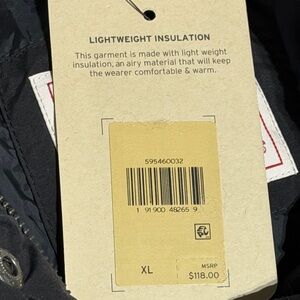 LIGHTWEIGHT INSULATION
This garment is made with light weight
insulation, an airy material that will keep
the wearer comfortable & warm.
595460032
1 91900 48265 9
XL
MSRP
$118.00